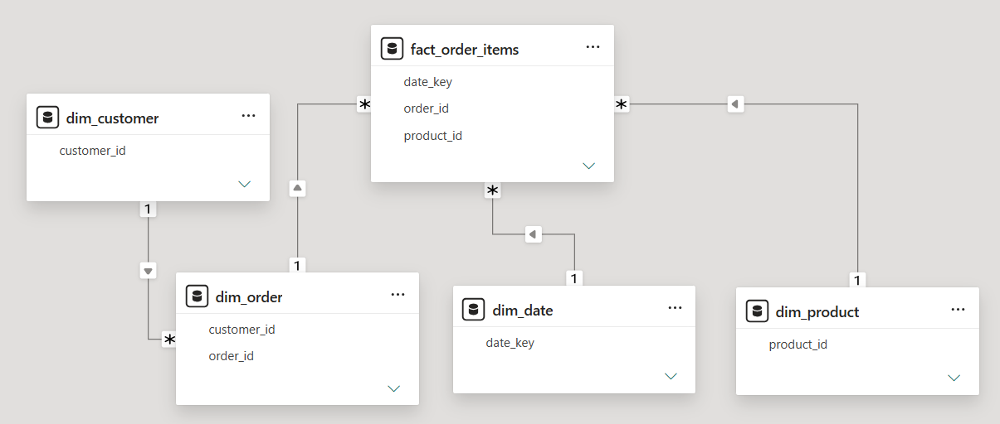 fact_order_items
date_key
order_id
product_id
dim_customer
customer_id
1
*
*
*
1
dim_order
customer_id
order_id
*
1
dim_date
date_key
1
dim_product
product_id